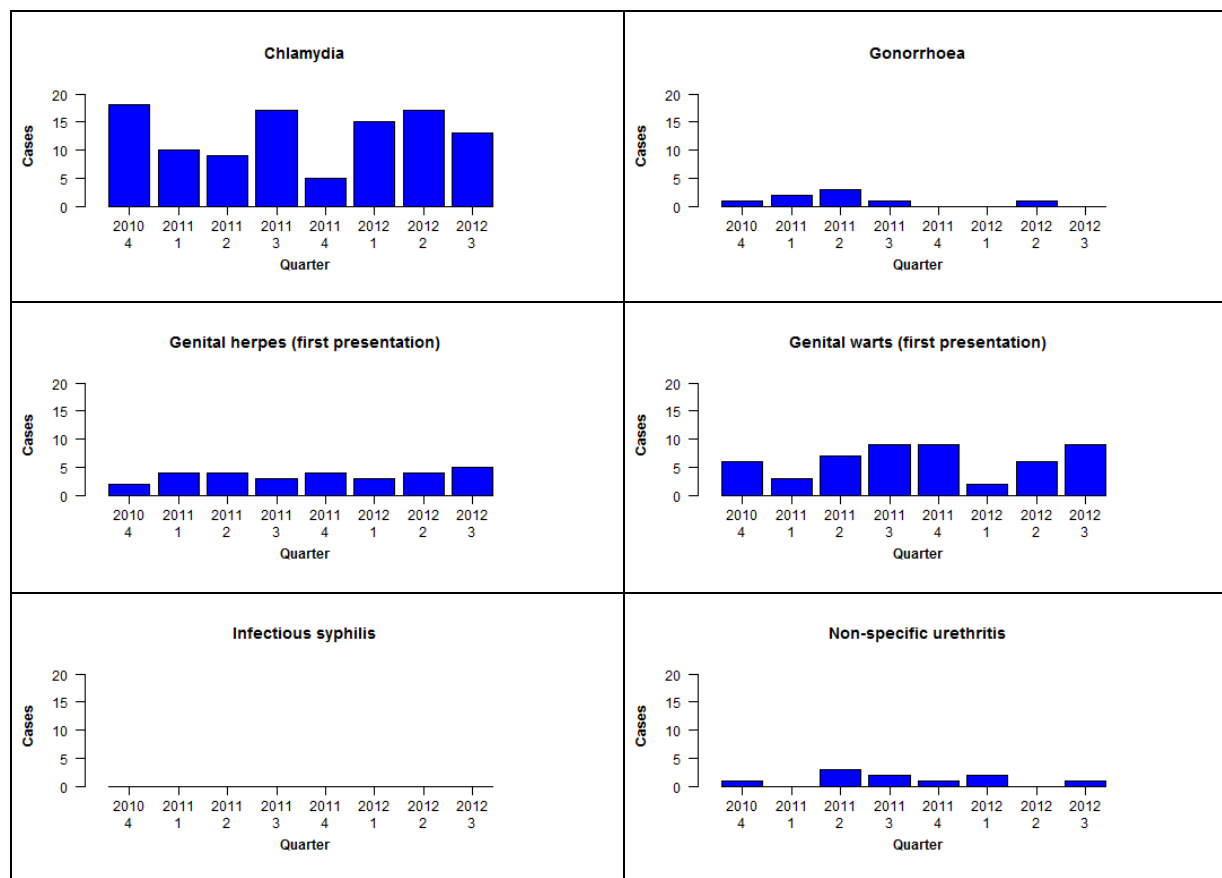 Chlamydia
20
15
10
5
0
Cases
2010 2011 2011 2011 2011 2012 2012 2012
4 1 2 3 4 1 2 3
Quarter
Gonorrhoea
20
15
10
5
0
Cases
2010 2011 2011 2011 2011 2012 2012 2012
4 1 2 3 4 1 2 3
Quarter
Genital herpes (first presentation)
20
15
10
5
0
Cases
2010 2011 2011 2011 2011 2012 2012 2012
4 1 2 3 4 1 2 3
Quarter
Genital warts (first presentation)
20
15
10
5
0
Cases
2010 2011 2011 2011 2011 2012 2012 2012
4 1 2 3 4 1 2 3
Quarter
Infectious syphilis
20
15
10
5
0
Cases
2010 2011 2011 2011 2011 2012 2012 2012
4 1 2 3 4 1 2 3
Quarter
Non-specific urethritis
20
15
10
5
0
Cases
2010 2011 2011 2011 2011 2012 2012 2012
4 1 2 3 4 1 2 3
Quarter